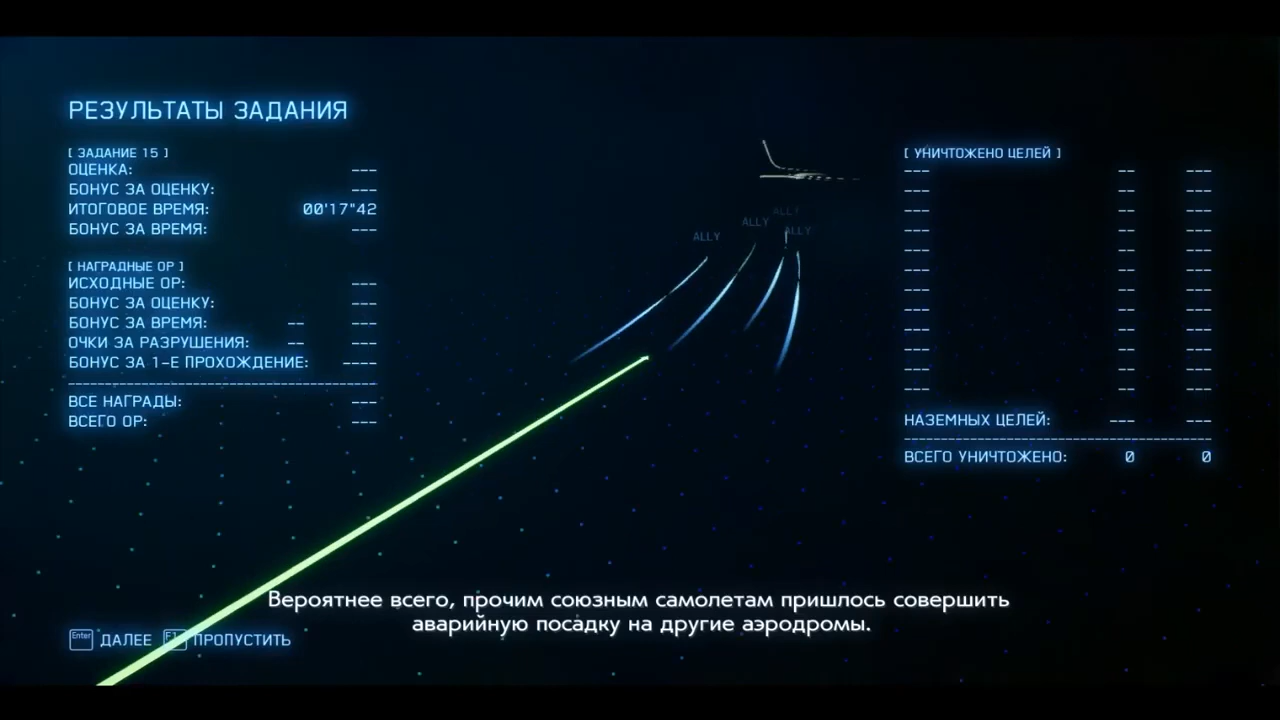 РЕЗУЛЬТАТЫ ЗАДАНИЯ
[ ЗАДАНИЕ 15 ]
ОЦЕНКА: ---
БОНУС ЗА ОЦЕНКУ: ---
ИТОГОВОЕ ВРЕМЯ: 00'17"42
БОНУС ЗА ВРЕМЯ: ---
[ НАГРАДНЫЕ ОР ]
ИСХОДНЫЕ ОР: ---
БОНУС ЗА ОЦЕНКУ: ---
БОНУС ЗА ВРЕМЯ: -- ---
ОЧКИ ЗА РАЗРУШЕНИЯ: -- ---
БОНУС ЗА 1-Е ПРОХОЖДЕНИЕ: ----
ВСЕ НАГРАДЫ: ---
ВСЕГО ОР: ---
ALLY
ALLY
ALLY
ALLY
[ УНИЧТОЖЕНО ЦЕЛЕЙ ]
--- -- ---
--- -- ---
--- -- ---
--- -- ---
--- -- ---
--- -- ---
--- -- ---
--- -- ---
--- -- ---
--- -- ---
--- -- ---
--- -- ---
НАЗЕМНЫХ ЦЕЛЕЙ: --- ---
ВСЕГО УНИЧТОЖЕНО: 0 0
Вероятнее всего, прочим союзным самолетам пришлось совершить
аварийную посадку на другие аэродромы.
Enter ДАЛЕЕ F1 ПРОПУСТИТЬ